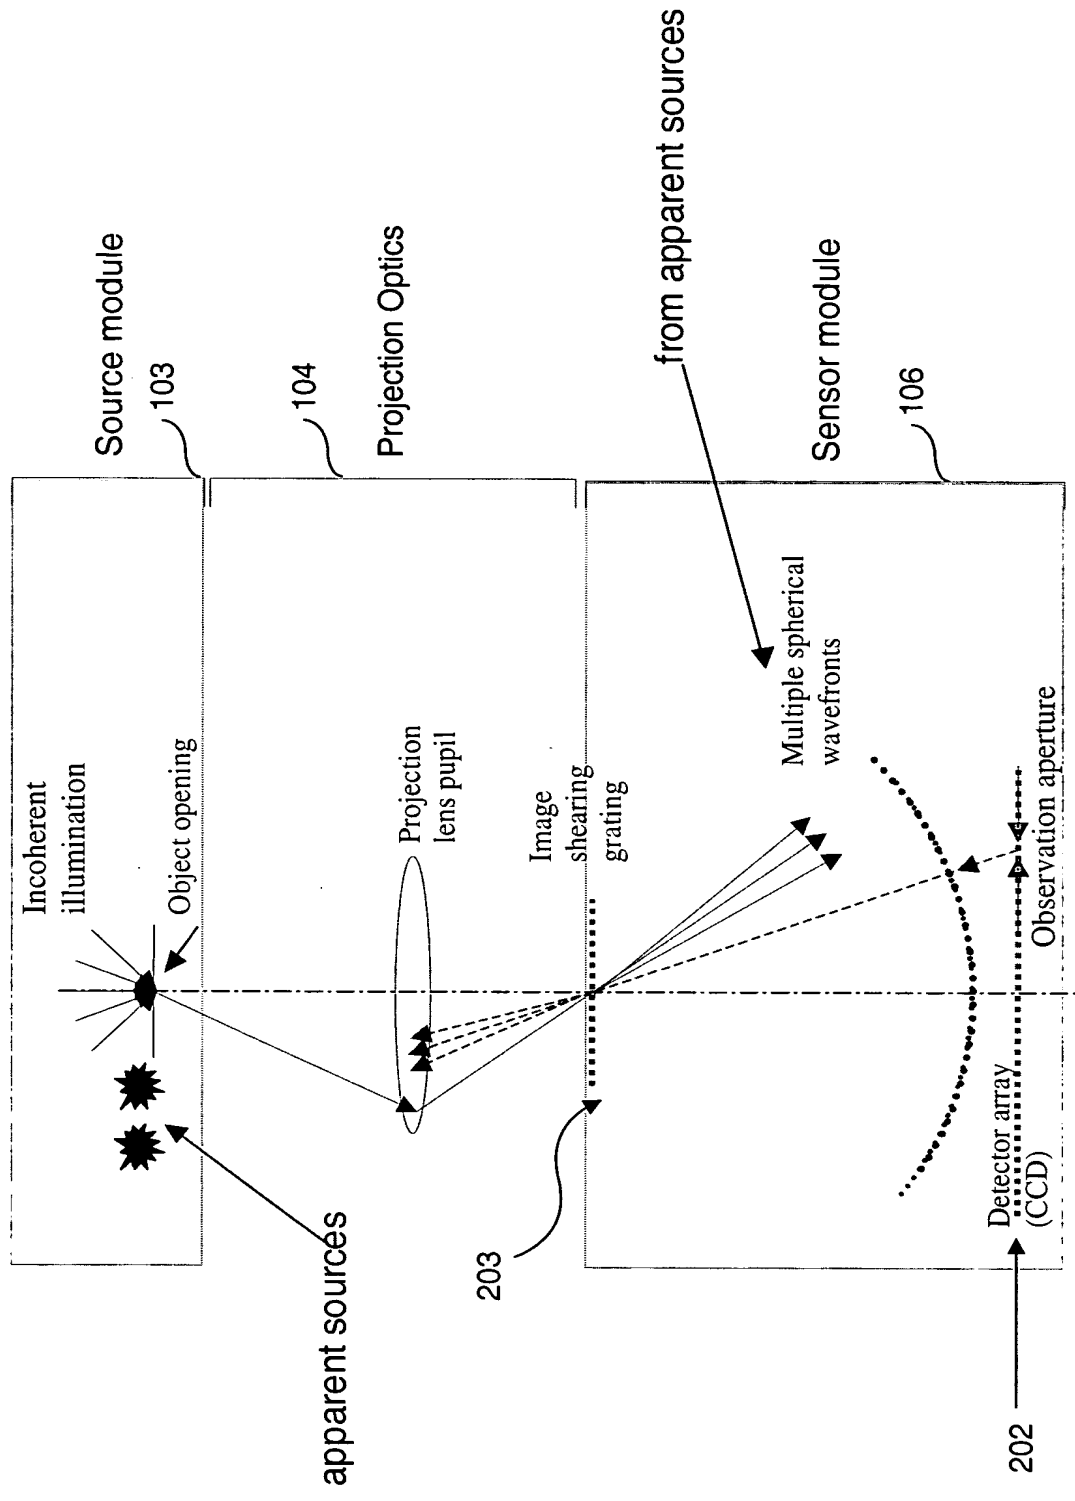 Source module
103
104
Projection Optics
from apparent sources
Sensor module
106
Incoherent
illumination
Object opening
Projection
lens pupil
Image
shearing
grating
Multiple spherical
wavefronts
Observation aperture
Detector array
(CCD)
apparent sources
203
202